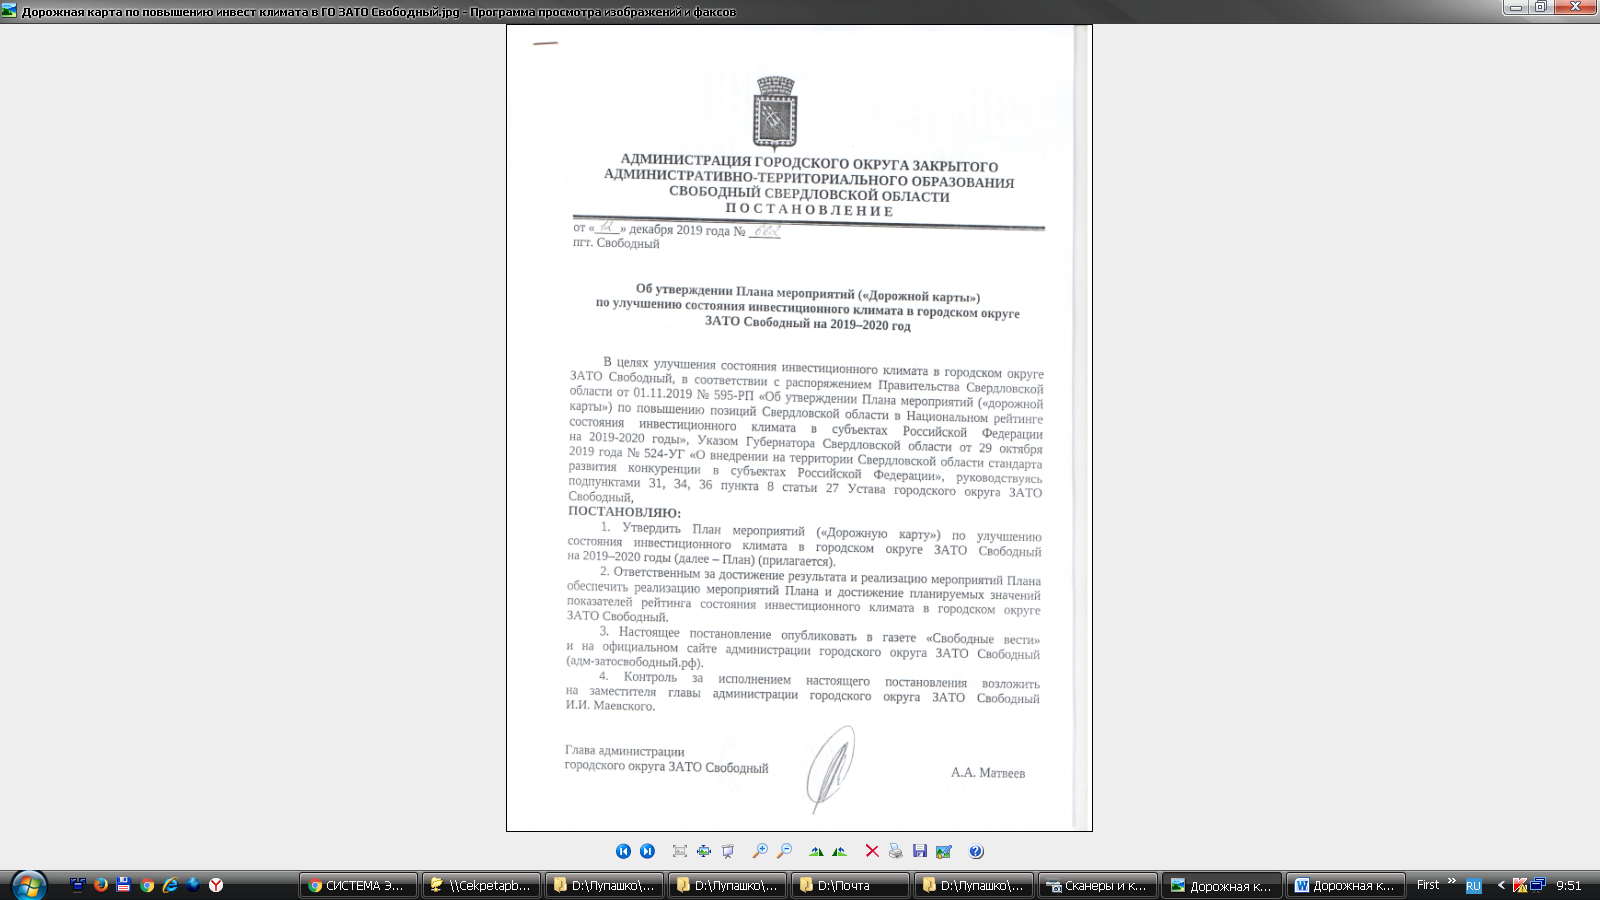 Дорожная карта по повышению инвест климата в ГО ЗАТО Свободный.jpg - Программа просмотра изображений и факсов
АДМИНИСТРАЦИЯ ГОРОДСКОГО ОКРУГА ЗАКРЫТОГО
АДМИНИСТРАТИВНО-ТЕРРИТОРИАЛЬНОГО ОБРАЗОВАНИЯ
СВОБОДНЫЙ СВЕРДЛОВСКОЙ ОБЛАСТИ
П О С Т А Н О В Л Е Н И Е
от «12» декабря 2019 года № 662
пгт. Свободный
Об утверждении Плана мероприятий («Дорожной карты»)
по улучшению состояния инвестиционного климата в городском округе
ЗАТО Свободный на 2019–2020 год
В целях улучшения состояния инвестиционного климата в городском округе
ЗАТО Свободный, в соответствии с распоряжением Правительства Свердловской
области от 01.11.2019 № 595-РП «Об утверждении Плана мероприятий («дорожной
карты») по повышению позиций Свердловской области в Национальном рейтинге
состояния инвестиционного климата в субъектах Российской Федерации
на 2019-2020 годы», Указом Губернатора Свердловской области от 29 октября
2019 года № 524-УГ «О внедрении на территории Свердловской области стандарта
развития конкуренции в субъектах Российской Федерации», руководствуясь
подпунктами 31, 34, 36 пункта 8 статьи 27 Устава городского округа ЗАТО
Свободный,
ПОСТАНОВЛЯЮ:
1. Утвердить План мероприятий («Дорожную карту») по улучшению
состояния инвестиционного климата в городском округе ЗАТО Свободный
на 2019–2020 годы (далее – План) (прилагается).
2. Ответственным за достижение результата и реализацию мероприятий Плана
обеспечить реализацию мероприятий Плана и достижение планируемых значений
показателей рейтинга состояния инвестиционного климата в городском округе
ЗАТО Свободный.
3. Настоящее постановление опубликовать в газете «Свободные вести»
и на официальном сайте администрации городского округа ЗАТО Свободный
(адм-затосвободный.рф).
4. Контроль за исполнением настоящего постановления возложить
на заместителя главы администрации городского округа ЗАТО Свободный
И.И. Маевского.
Глава администрации
городского округа ЗАТО Свободный
А.А. Матвеев
СИСТЕМА Э... \\Cekpetapb... D:\Лупашко\... D:\Лупашко\... D:\Почта D:\Лупашко\... Сканеры и к... Дорожная к... Дорожная к... First » RU < 9:51